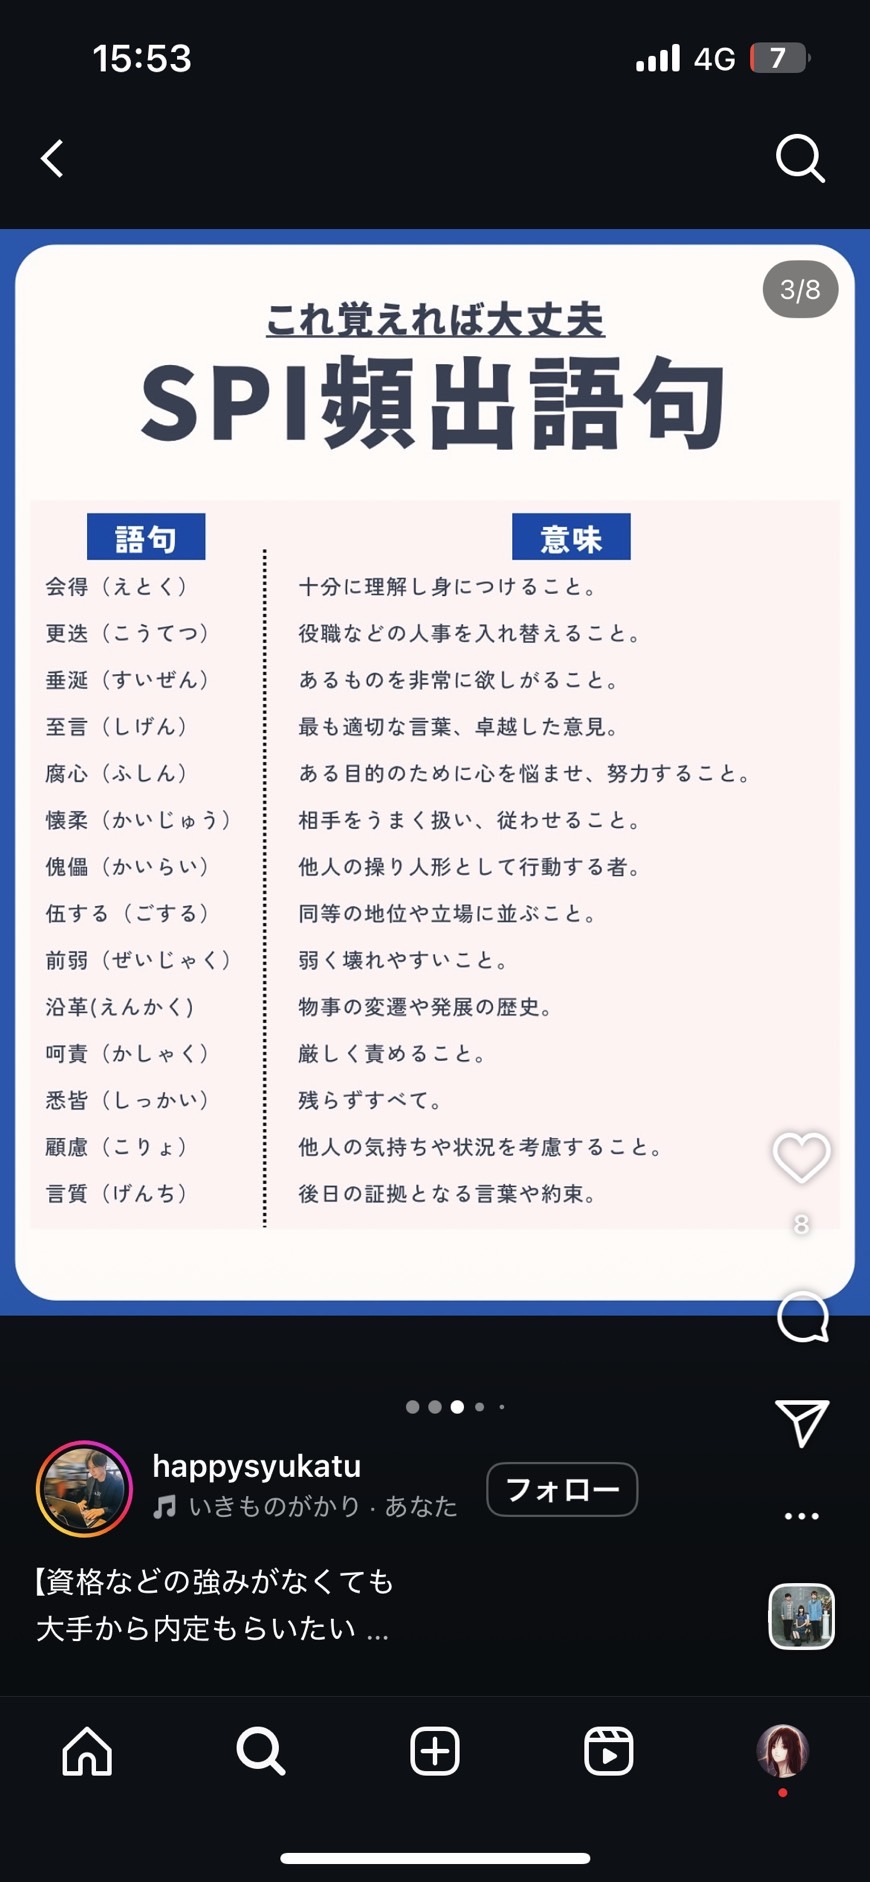 15:53
4G
7
3/8
これ覚えれば大丈夫
SPI頻出語句
語句
意味
会得（えとく） 十分に理解し身につけること。
更迭（こうてつ） 役職などの人事を入れ替えること。
垂涎（すいぜん） あるものを非常に欲しがること。
至言（しげん） 最も適切な言葉、卓越した意見。
腐心（ふしん） ある目的のために心を悩ませ、努力すること。
懐柔（かいじゅう） 相手をうまく扱い、従わせること。
傀儡（かいらい） 他人の操り人形として行動する者。
伍する（ごする） 同等の地位や立場に並ぶこと。
前弱（ぜいじゃく） 弱く壊れやすいこと。
沿革(えんかく) 物事の変遷や発展の歴史。
呵責（かしゃく） 厳しく責めること。
悉皆（しっかい） 残らずすべて。
顧慮（こりょ） 他人の気持ちや状況を考慮すること。
言質（げんち） 後日の証拠となる言葉や約束。
8
happysyukatu
いきものがかり · あなた
フォロー
【資格などの強みがなくても
大手から内定もらいたい ...